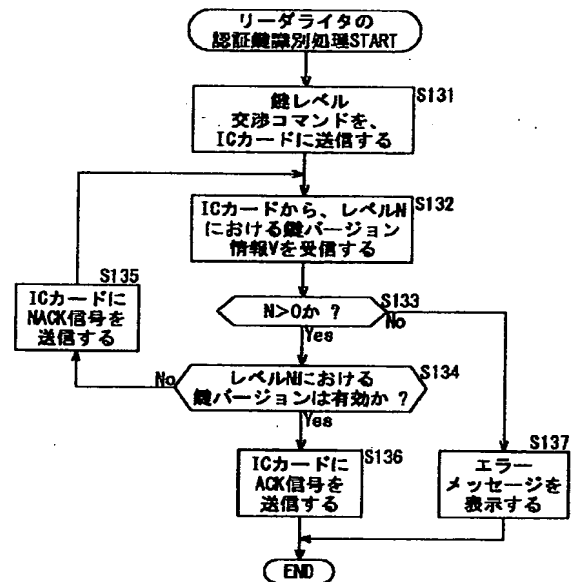 リーダライタの
認証鍵識別処理START
S131
鍵レベル
交渉コマンドを、
ICカードに送信する
S132
ICカードから、レベルN
における鍵バージョン
情報Vを受信する
S135
ICカードに
NACK信号を
送信する
S133
N>0か ?
No
Yes
S134
レベルNにおける
鍵バージョンは有効か ?
No
Yes
S136
ICカードに
ACK信号を
送信する
S137
エラー
メッセージを
表示する
END